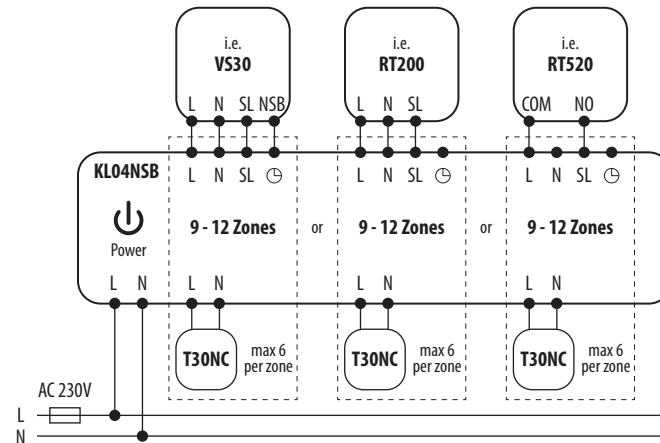 i.e.
VS30
L N SL NSB
i.e.
RT200
L N SL
i.e.
RT520
COM NO
KL04NSB
L N SL
L N SL
L N SL
Power
9 - 12 Zones
or
9 - 12 Zones
or
9 - 12 Zones
L N
L N
L N
L N
T30NC
max 6
per zone
T30NC
max 6
per zone
T30NC
max 6
per zone
AC 230V
L
N